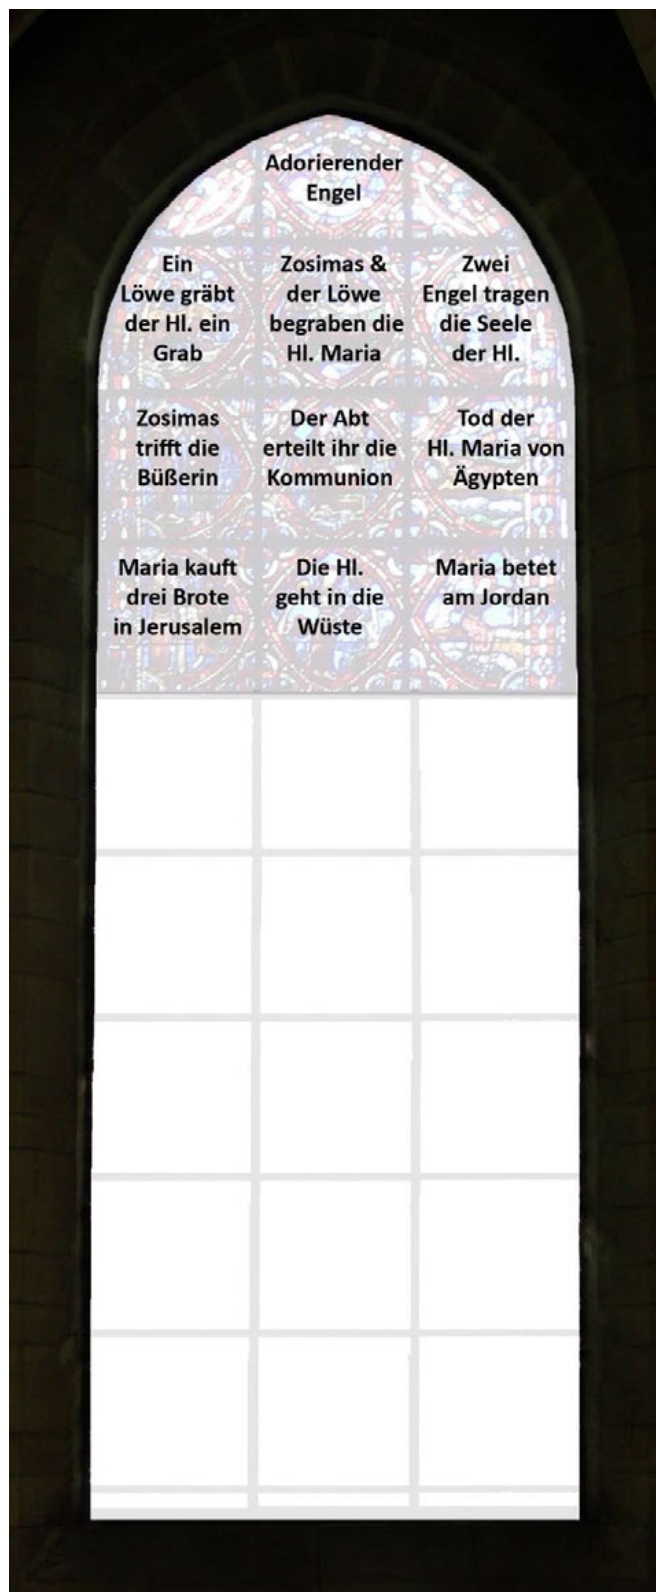 Adorierender
Engel
Ein
Löwe gräbt
der Hl. ein
Grab
Zosimas &
der Löwe
begraben die
Hl. Maria
Zwei
Engel tragen
die Seele
der Hl.
Zosimas
trifft die
Büßerin
Der Abt
erteilt ihr die
Kommunion
Tod der
Hl. Maria von
Ägypten
Maria kauft
drei Brote
in Jerusalem
Die Hl.
geht in die
Wüste
Maria betet
am Jordan